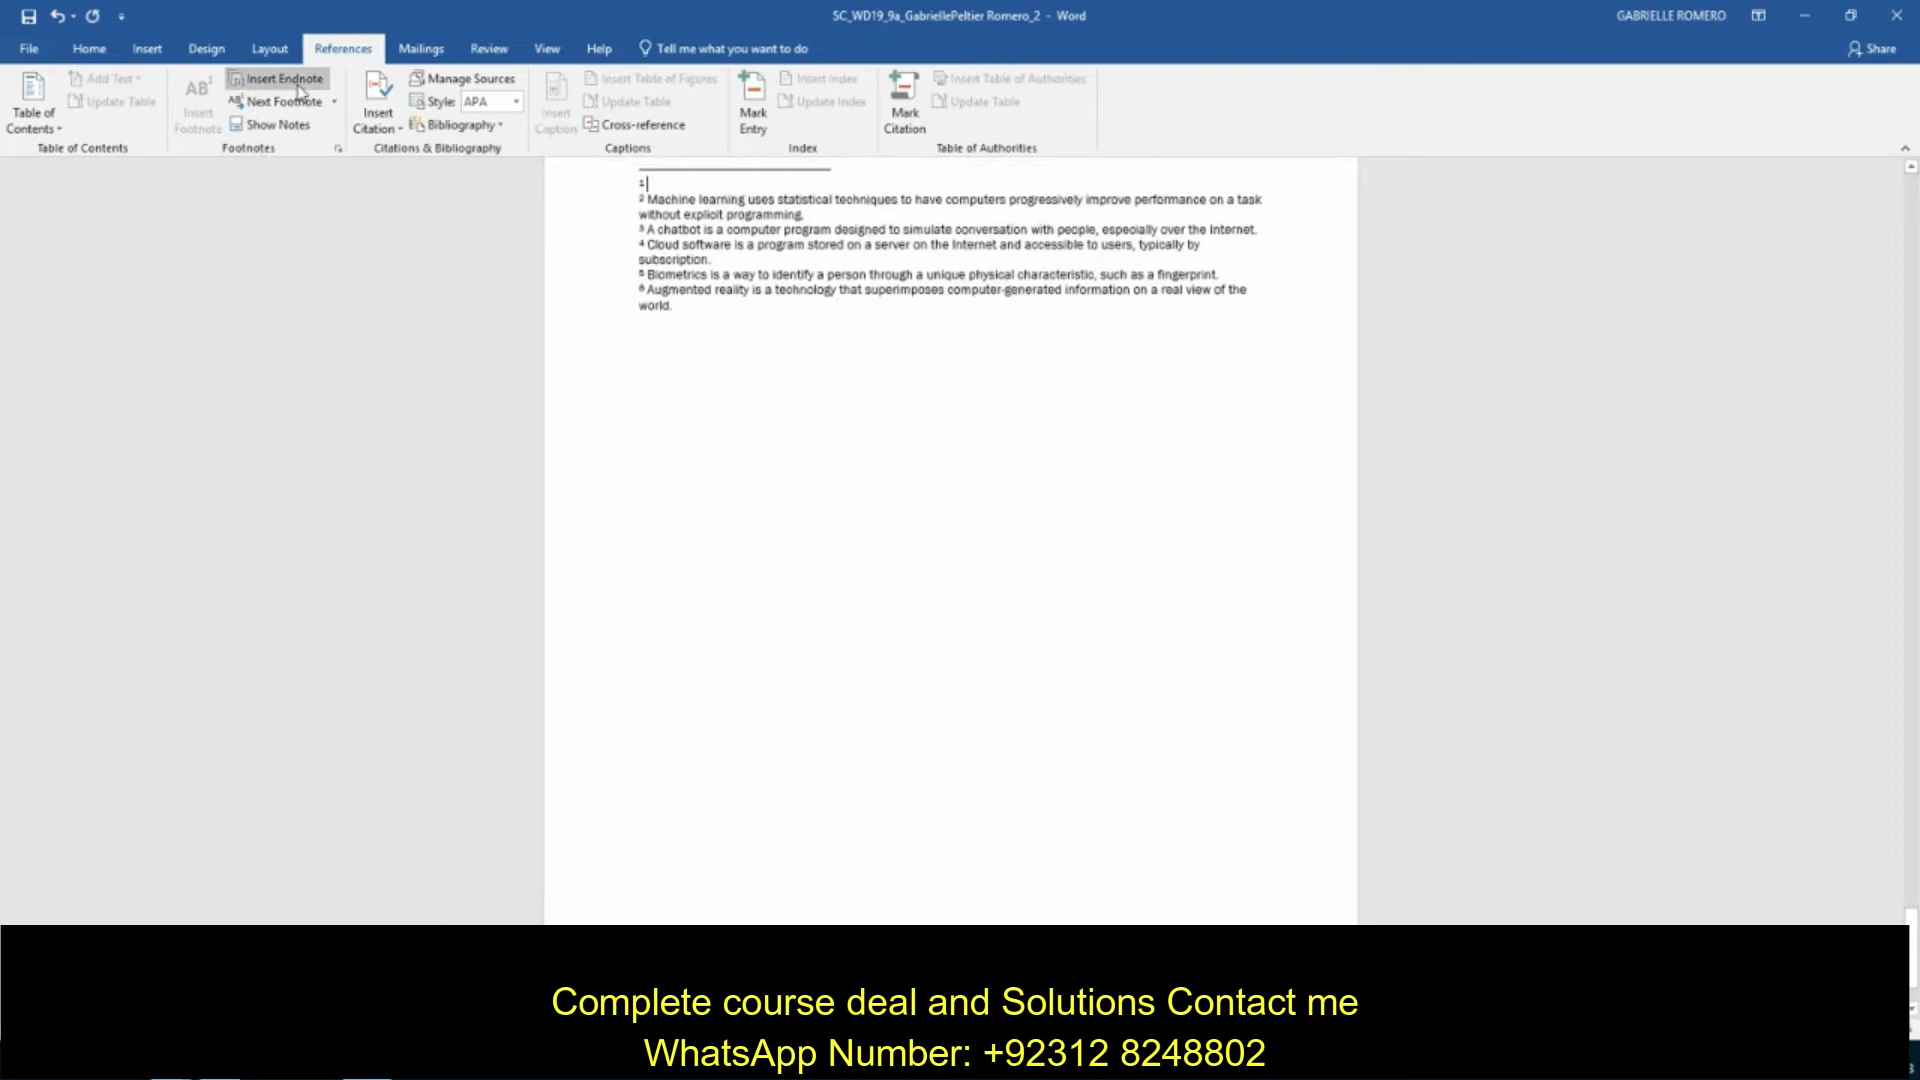 SC_WD19_9a_GabriellePeltier Romero_2 - Word
GABRIELLE ROMERO
File Home Insert Design Layout References Mailings Review View Help Tell me what you want to do
Share
Table of Contents
Add Text
Update Table
Table of Contents
AB1
Insert Footnote
Insert Endnote
Next Footnote
Show Notes
Footnotes
Insert Citation
Manage Sources
Style: APA
Bibliography
Citations & Bibliography
Insert Caption
Insert Table of Figures
Update Table
Cross-reference
Captions
Mark Entry
Insert Index
Update Index
Index
Mark Citation
Insert Table of Authorities
Update Table
Table of Authorities
1
2 Machine learning uses statistical techniques to have computers progressively improve performance on a task
without explicit programming.
3 A chatbot is a computer program designed to simulate conversation with people, especially over the Internet.
4 Cloud software is a program stored on a server on the Internet and accessible to users, typically by
subscription.
5 Biometrics is a way to identify a person through a unique physical characteristic, such as a fingerprint.
6 Augmented reality is a technology that superimposes computer-generated information on a real view of the
world.
Complete course deal and Solutions Contact me
WhatsApp Number: +92312 8248802